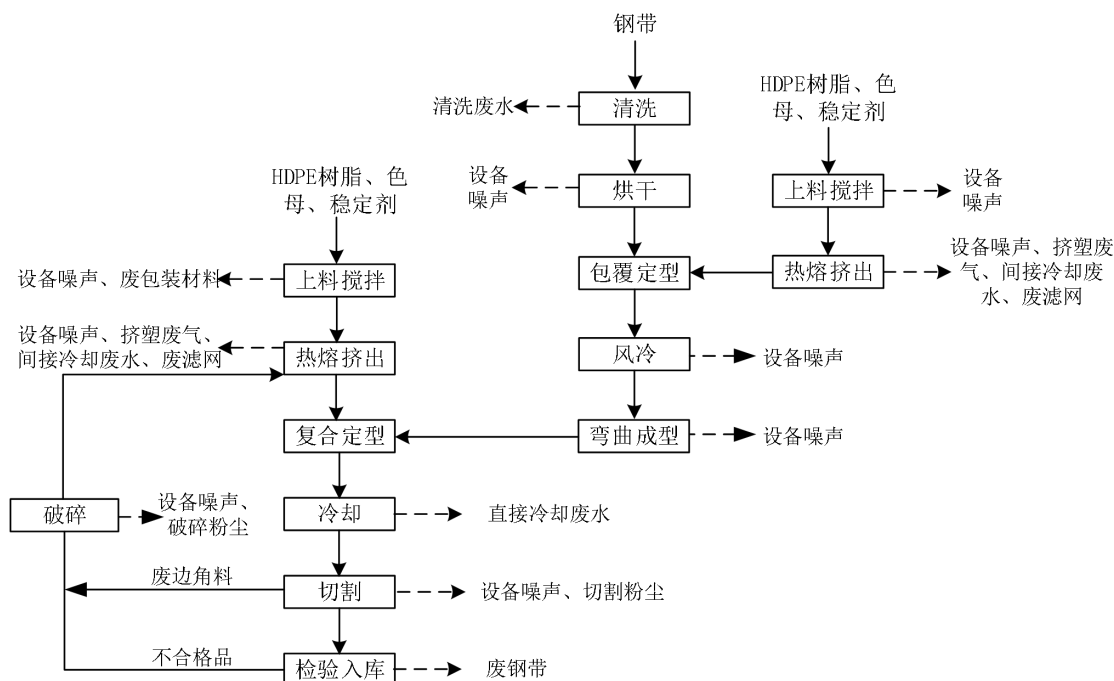 钢带
清洗废水
清洗
HDPE树脂、色
母、稳定剂
设备
噪声
烘干
上料搅拌
设备
噪声
HDPE树脂、色
母、稳定剂
设备噪声、废包装材料
上料搅拌
包覆定型
热熔挤出
设备噪声、挤塑废
气、间接冷却废
水、废滤网
设备噪声、挤塑废气、
间接冷却废水、废滤网
热熔挤出
风冷
设备噪声
复合定型
弯曲成型
设备噪声
破碎
设备噪声、
破碎粉尘
冷却
直接冷却废水
废边角料
切割
设备噪声、切割粉尘
不合格品
检验入库
废钢带